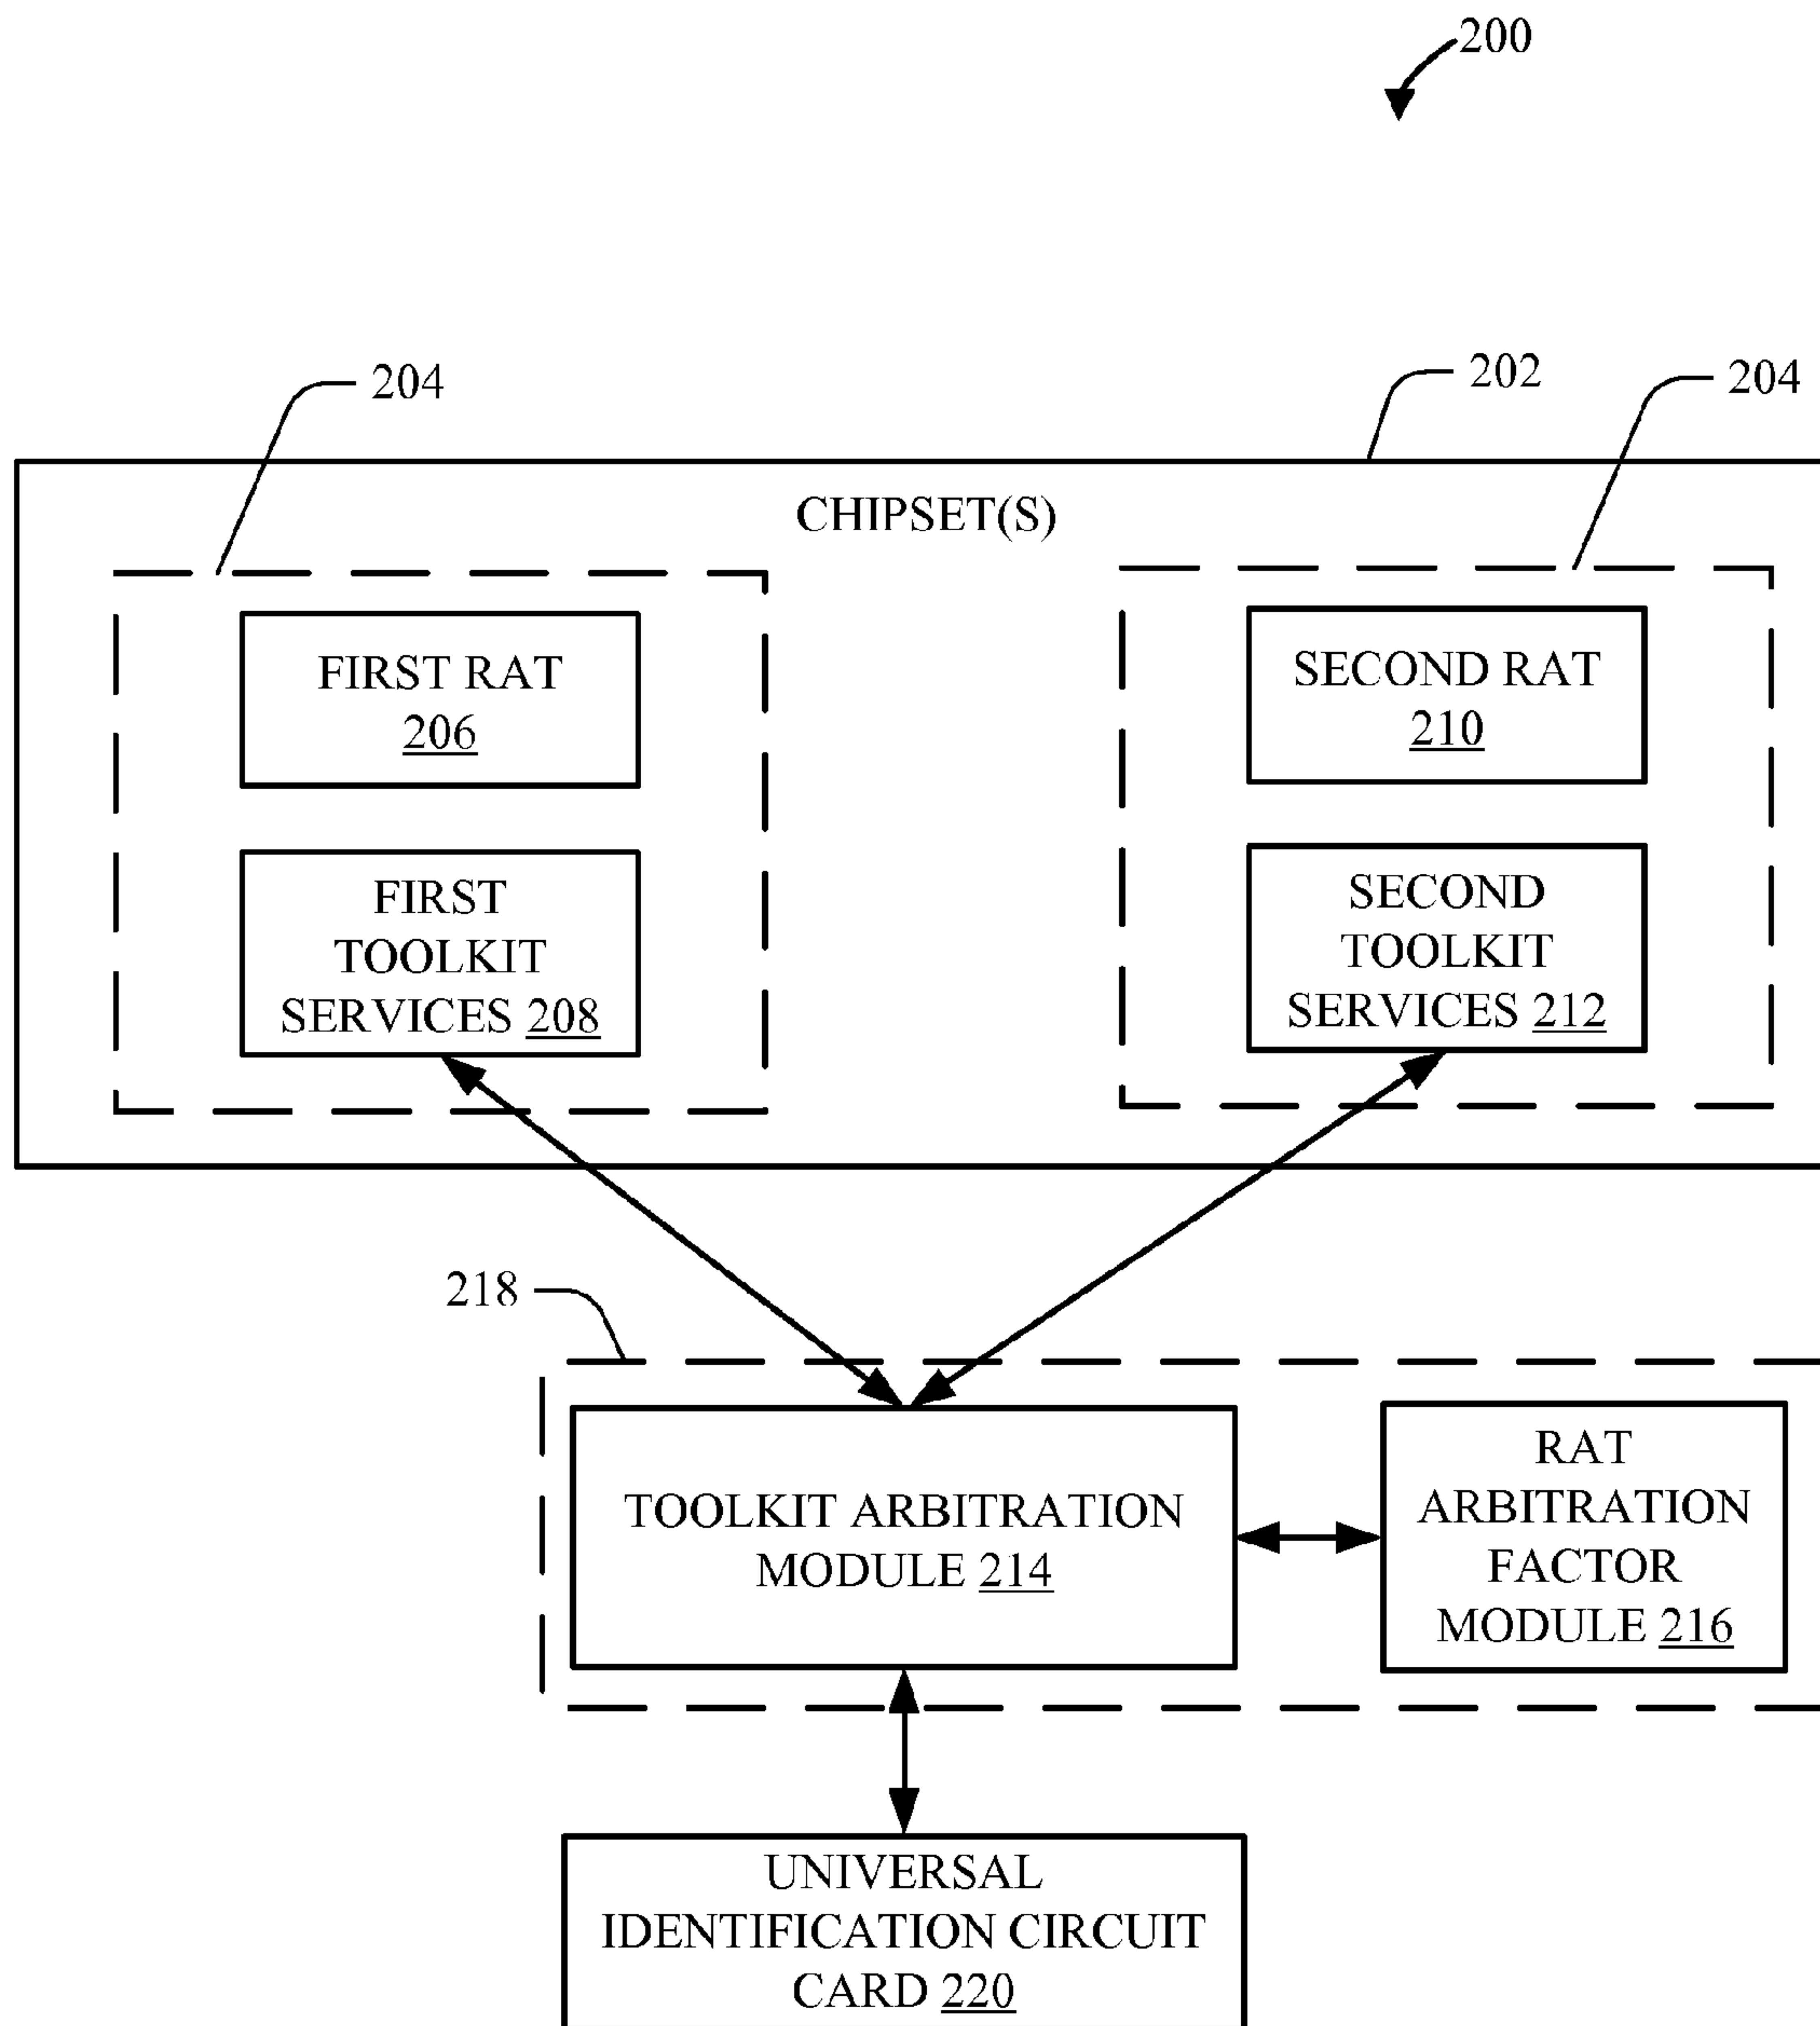 200
204
202
204
CHIPSET(S)
FIRST RAT
206
SECOND RAT
210
FIRST
TOOLKIT
SERVICES 208
SECOND
TOOLKIT
SERVICES 212
218
TOOLKIT ARBITRATION
MODULE 214
RAT
ARBITRATION
FACTOR
MODULE 216
UNIVERSAL
IDENTIFICATION CIRCUIT
CARD 220